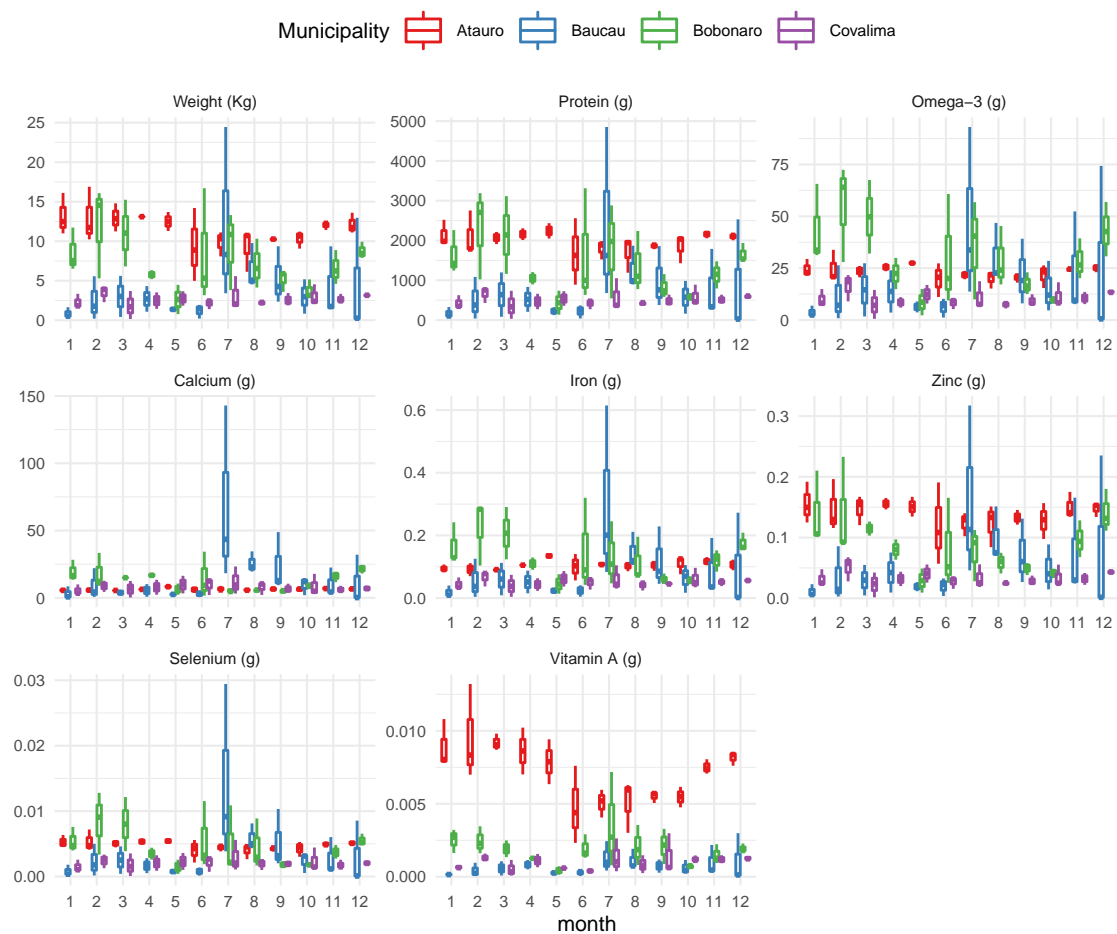 Municipality Atauro Baucau Bobonaro Covalima
Weight (Kg) Protein (g) Omega−3 (g)
25
20
15
10
5
0
1 2 3 4 5 6 7 8 9 10 11 12
5000
4000
3000
2000
1000
0
1 2 3 4 5 6 7 8 9 10 11 12
75
50
25
0
1 2 3 4 5 6 7 8 9 10 11 12
Calcium (g) Iron (g) Zinc (g)
150
100
50
0
1 2 3 4 5 6 7 8 9 10 11 12
0.6
0.4
0.2
0.0
1 2 3 4 5 6 7 8 9 10 11 12
0.3
0.2
0.1
0.0
1 2 3 4 5 6 7 8 9 10 11 12
Selenium (g) Vitamin A (g)
0.03
0.02
0.01
0.00
1 2 3 4 5 6 7 8 9 10 11 12
0.010
0.005
0.000
1 2 3 4 5 6 7 8 9 10 11 12
month